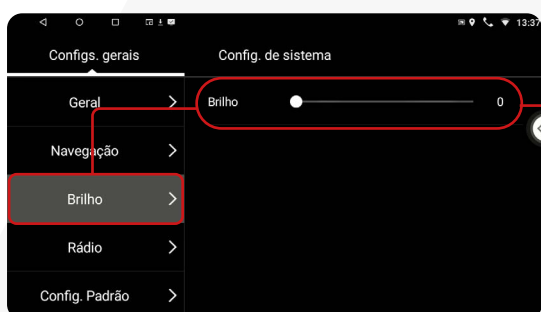 13:37
Configs. gerais
Config. de sistema
Geral
Brilho
0
Navegação
Brilho
Rádio
Config. Padrão